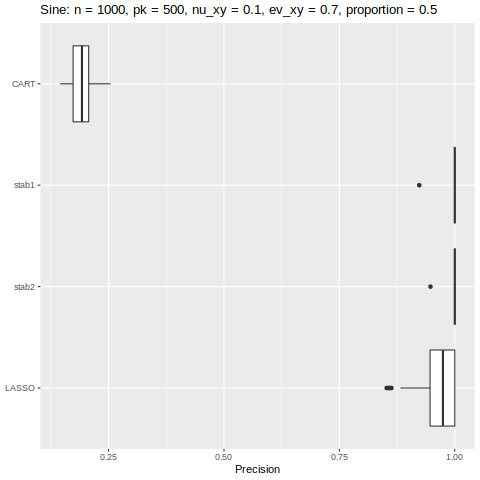 Sine: n = 1000, pk = 500, nu_xy = 0.1, ev_xy = 0.7, proportion = 0.5
CART
stab1
stab2
LASSO
0.25
0.50
0.75
1.00
Precision